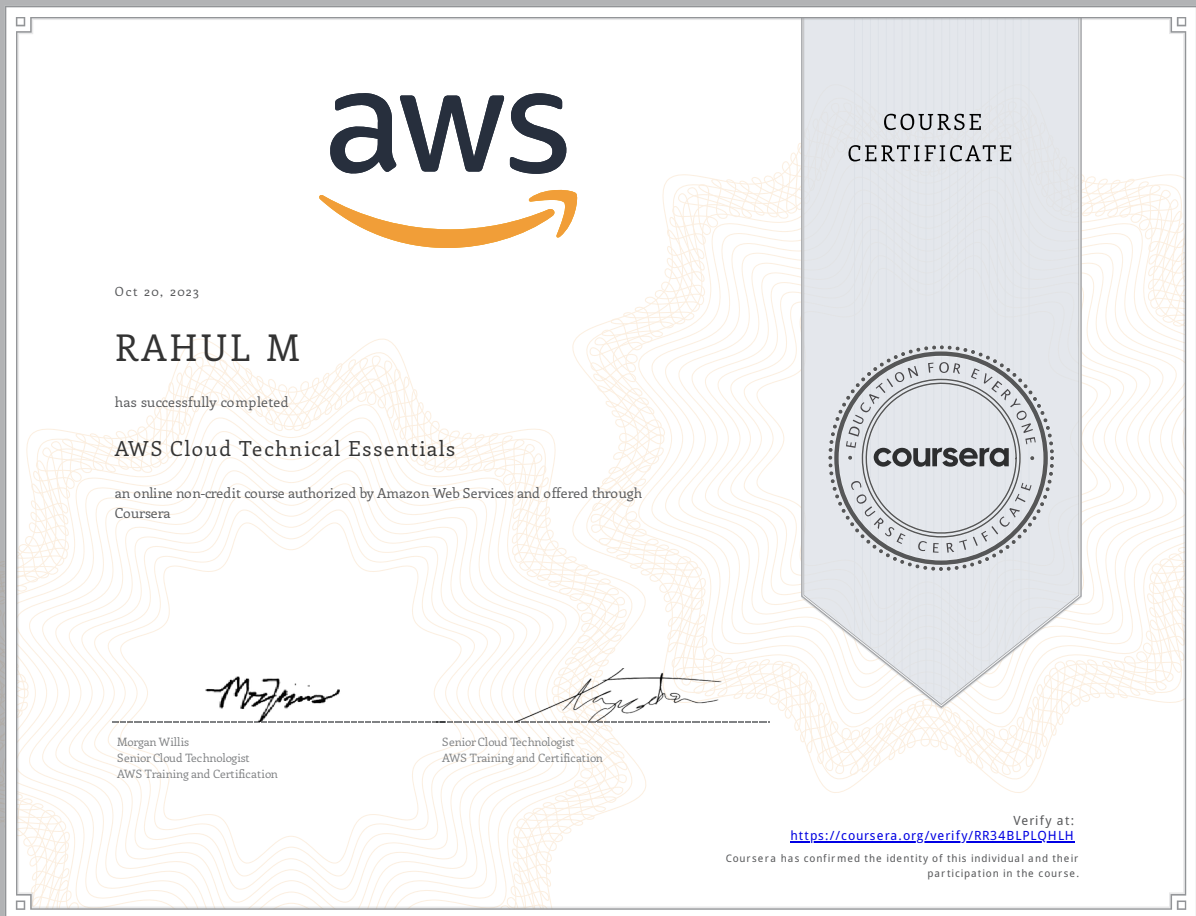 aws
COURSE
CERTIFICATE
Oct 20, 2023
RAHUL M
has successfully completed
AWS Cloud Technical Essentials
an online non-credit course authorized by Amazon Web Services and offered through
Coursera
EDUCATION FOR EVERYONE
coursera
COURSE CERTIFICATE
Morgan Willis
Senior Cloud Technologist
AWS Training and Certification
Senior Cloud Technologist
AWS Training and Certification
Verify at:
https://coursera.org/verify/RR34BLPLQHLH
Coursera has confirmed the identity of this individual and their
participation in the course.